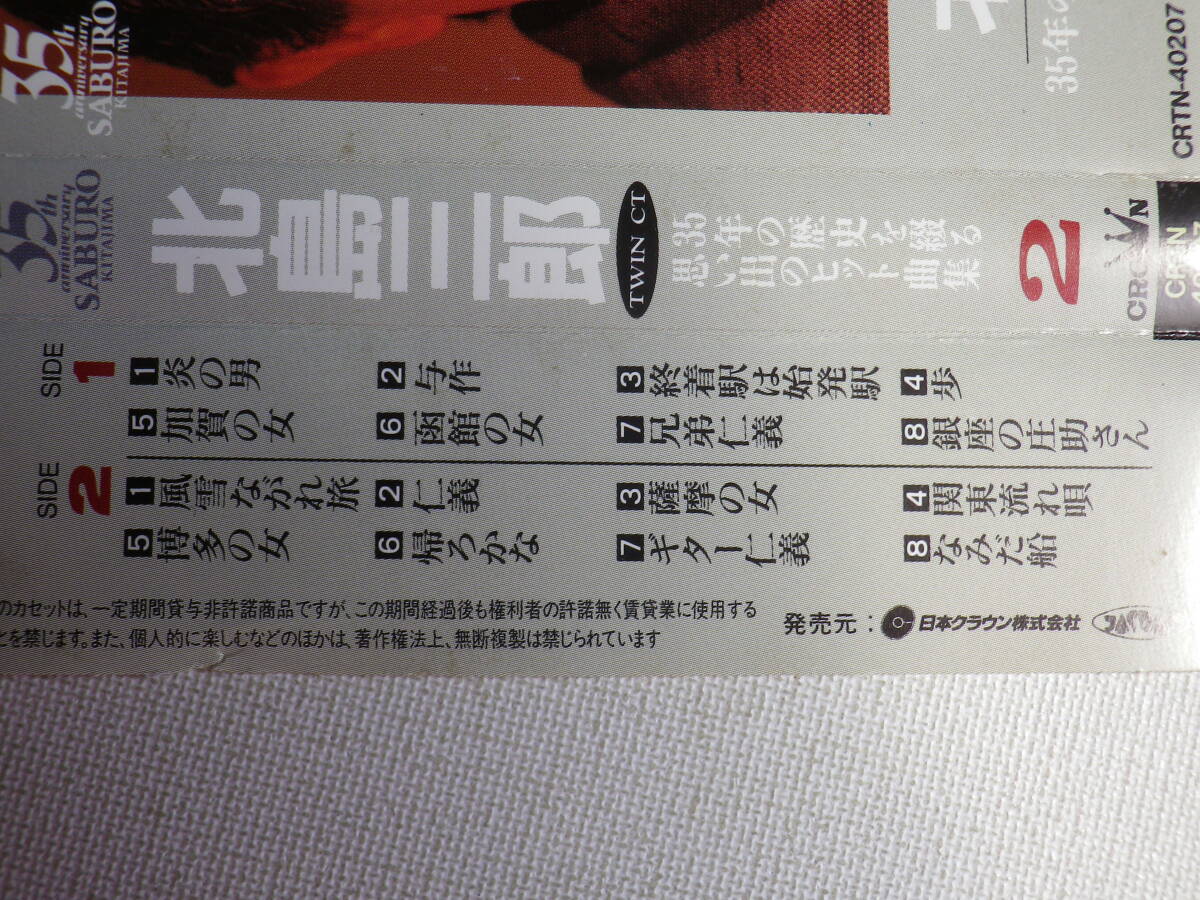 35th
anniversary
SABURO
KITAJIMA
35年の
CRTN-40207
35th
anniversary
SABURO
KITAJIMA
北島三郎
TWIN CT
35年の歴史を綴る
思い出のヒット曲集
2
CROWN
CRTN
SIDE 1
1 炎の男
2 与作
3 終着駅は始発駅
4 歩
5 加賀の女
6 函館の女
7 兄弟仁義
8 銀座の庄助さん
SIDE 2
1 風雪ながれ旅
2 仁義
3 薩摩の女
4 関東流れ唄
5 博多の女
6 帰ろかな
7 ギター仁義
8 なみだ船
のカセットは、一定期間貸与非許諾商品ですが、この期間経過後も権利者の許諾無く賃貸業に使用する
とを禁じます。また、個人的に楽しむなどのほかは、著作権法上、無断複製は禁じられています
発売元:日本クラウン株式会社